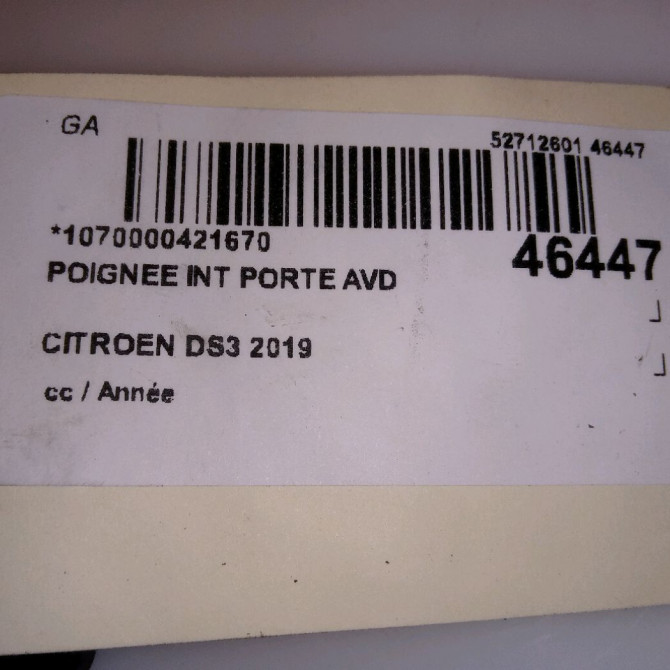 GA
52712601 46447
*1070000421670
46447
POIGNEE INT PORTE AVD
CITROEN DS3 2019
cc / Année